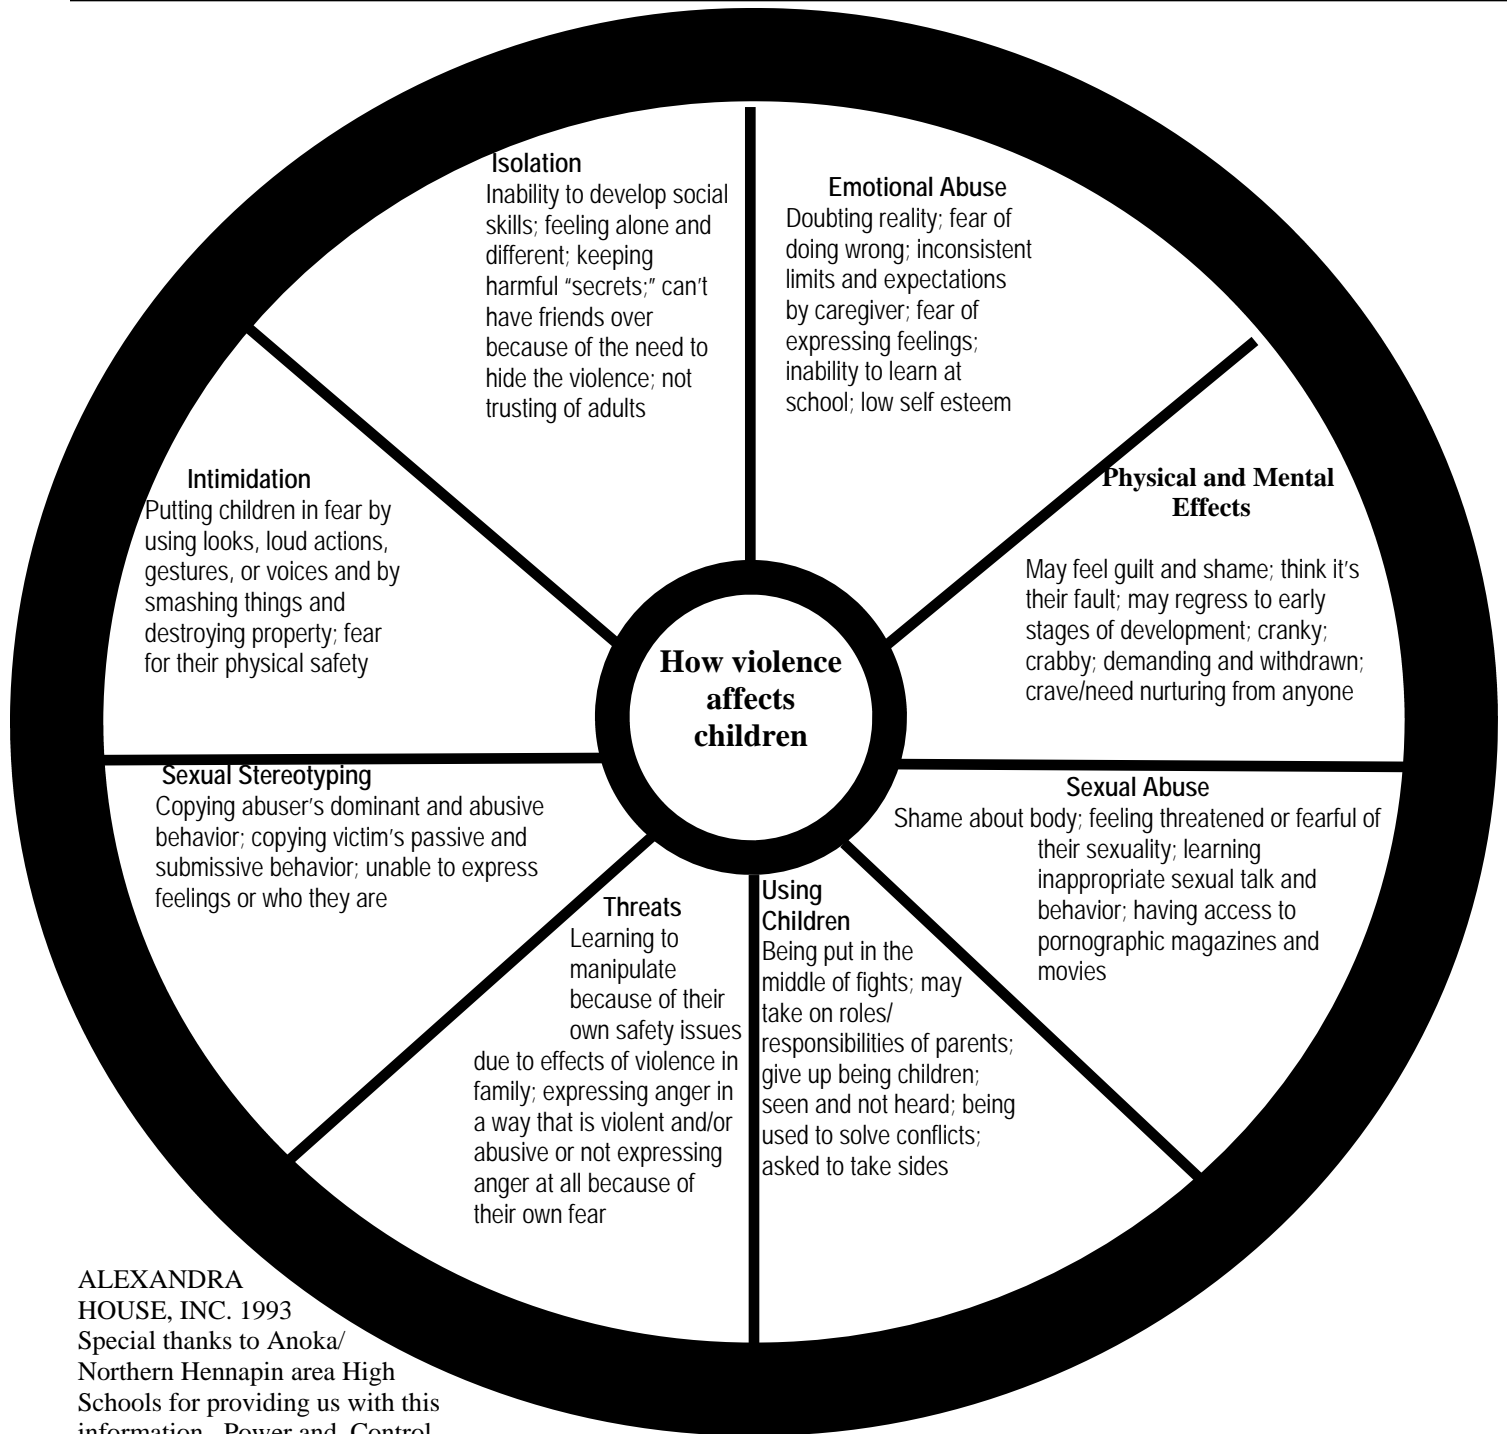 Isolation
Inability to develop social
skills; feeling alone and
different; keeping
harmful “secrets;” can’t
have friends over
because of the need to
hide the violence; not
trusting of adults
Emotional Abuse
Doubting reality; fear of
doing wrong; inconsistent
limits and expectations
by caregiver; fear of
expressing feelings;
inability to learn at
school; low self esteem
Intimidation
Putting children in fear by
using looks, loud actions,
gestures, or voices and by
smashing things and
destroying property; fear
for their physical safety
Physical and Mental
Effects
May feel guilt and shame; think it’s
their fault; may regress to early
stages of development; cranky;
crabby; demanding and withdrawn;
crave/need nurturing from anyone
How violence
affects
children
Sexual Stereotyping
Copying abuser’s dominant and abusive
behavior; copying victim’s passive and
submissive behavior; unable to express
feelings or who they are
Sexual Abuse
Shame about body; feeling threatened or fearful of
their sexuality; learning
inappropriate sexual talk and
behavior; having access to
pornographic magazines and
movies
Threats
Learning to
manipulate
because of their
own safety issues
due to effects of violence in
family; expressing anger in
a way that is violent and/or
abusive or not expressing
anger at all because of
their own fear
Using
Children
Being put in the
middle of fights; may
take on roles/
responsibilities of parents;
give up being children;
seen and not heard; being
used to solve conflicts;
asked to take sides
ALEXANDRA
HOUSE, INC. 1993
Special thanks to Anoka/
Northern Hennapin area High
Schools for providing us with this
information. Power and Control